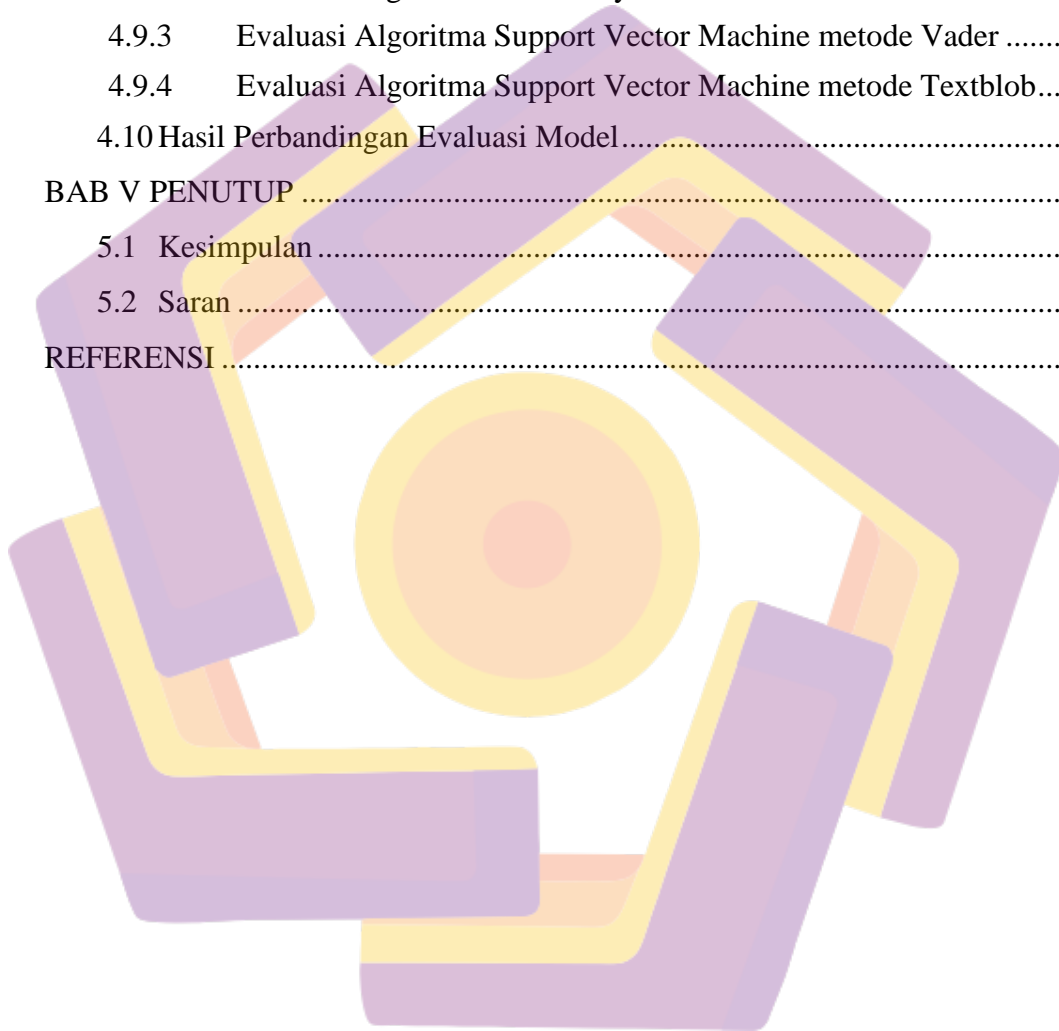 4.9.3 Evaluasi Algoritma Support Vector Machine metode Vader .......
4.9.4 Evaluasi Algoritma Support Vector Machine metode Textblob...
4.10 Hasil Perbandingan Evaluasi Model.......................................................
BAB V PENUTUP ...............................................................................................
5.1 Kesimpulan ..............................................................................................
5.2 Saran .......................................................................................................
REFERENSI .........................................................................................................